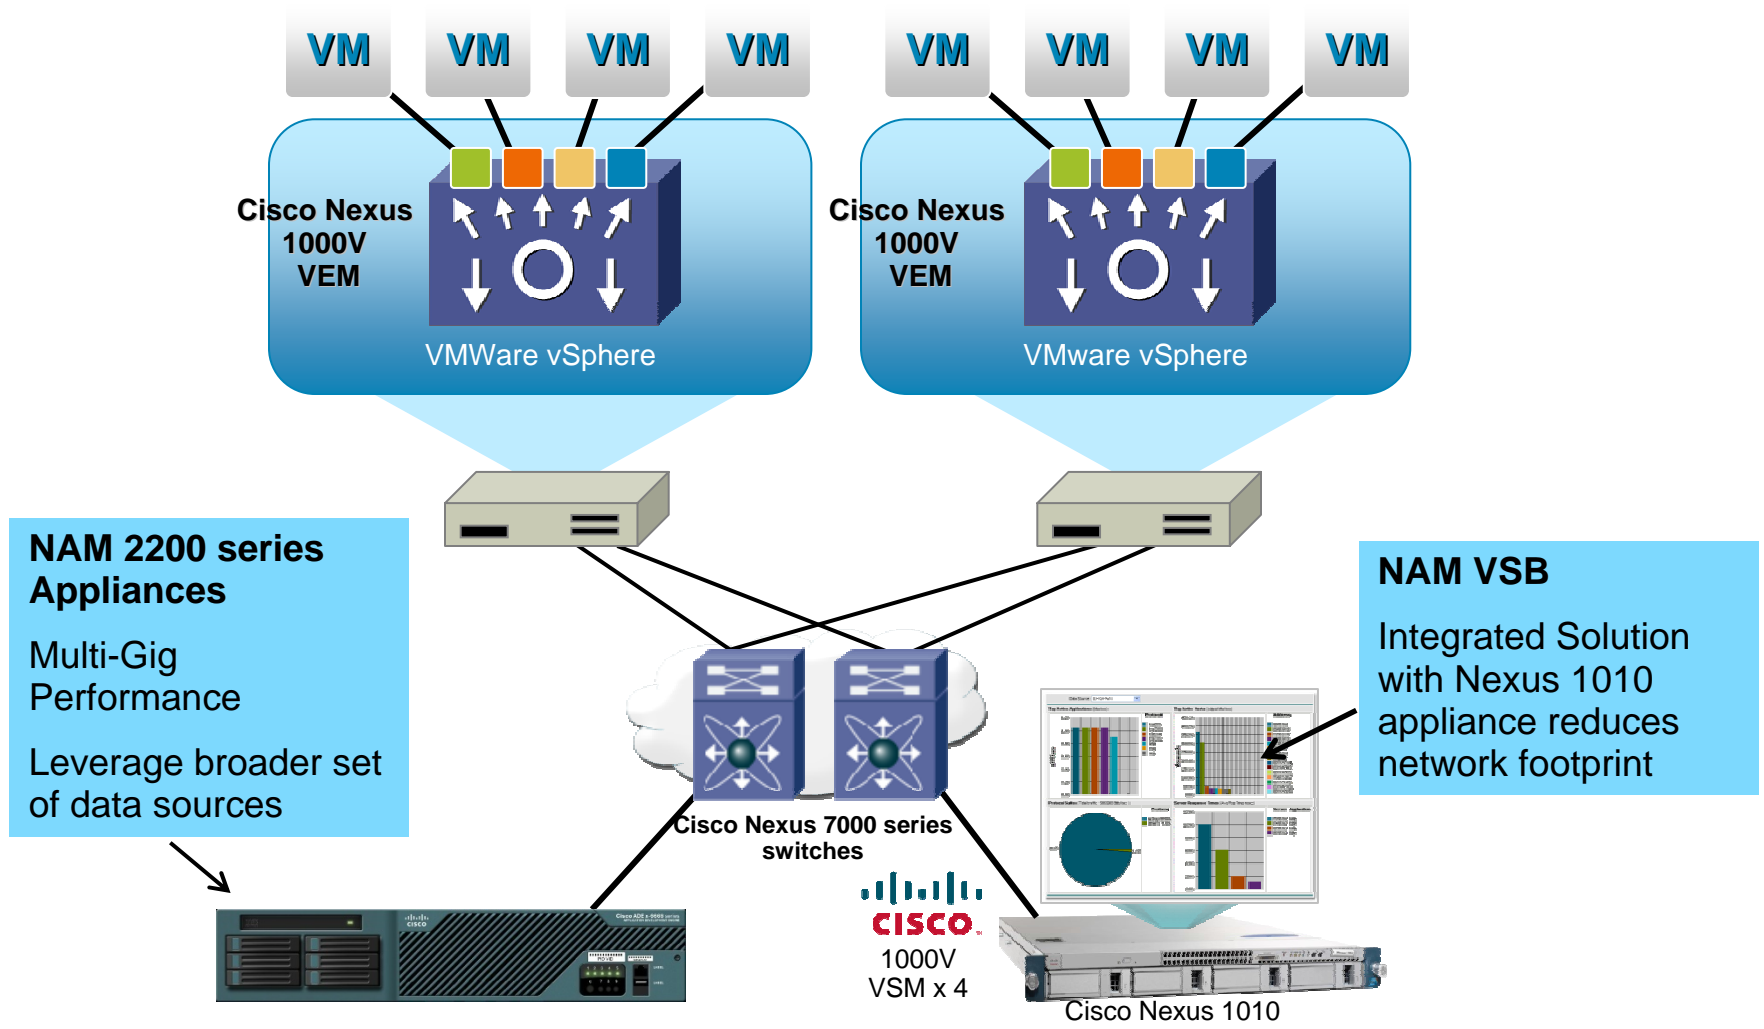 VM VM VM VM VM VM VM VM
Cisco Nexus
1000V
VEM
VMWare vSphere
Cisco Nexus
1000V
VEM
VMware vSphere
NAM 2200 series
Appliances
Multi-Gig
Performance
Leverage broader set
of data sources
NAM VSB
Integrated Solution
with Nexus 1010
appliance reduces
network footprint
Cisco Nexus 7000 series
switches
CISCO
CISCO
1000V
VSM x 4
Cisco Nexus 1010